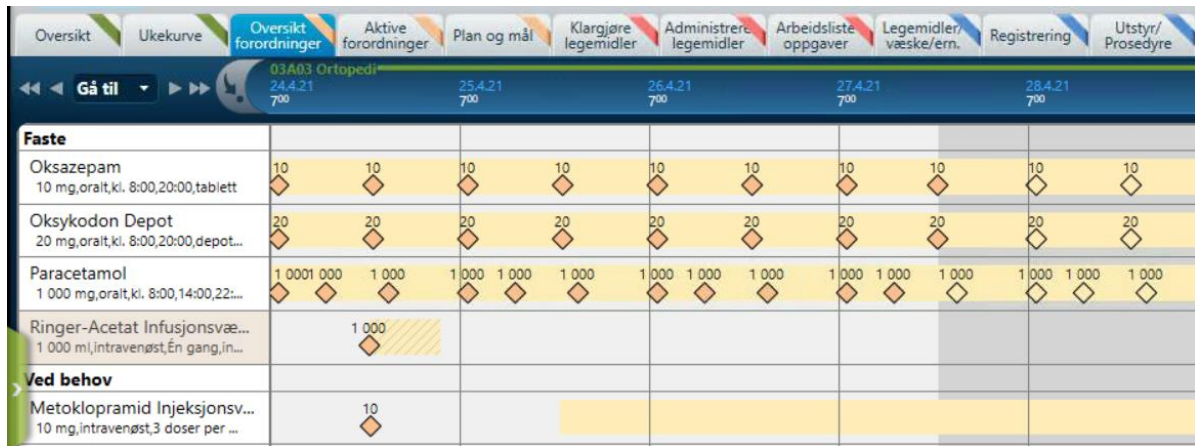 Oversikt
Ukekurve
Oversikt forordninger
Aktive forordninger
Plan og mål
Klargjøre legemidler
Administrere legemidler
Arbeidsliste oppgaver
Legemidler/ væske/ern.
Registrering
Utstyr/ Prosedyre
03A03 Ortopedi
Gå til
24.4.21 25.4.21 26.4.21 27.4.21 28.4.21
7⁰⁰ 7⁰⁰ 7⁰⁰ 7⁰⁰ 7⁰⁰
Faste
Oksazepam
10 mg,oralt,kl. 8:00,20:00,tablett
10 10 10 10 10 10 10 10 10 10
Oksykodon Depot
20 mg,oralt,kl. 8:00,20:00,depot...
20 20 20 20 20 20 20 20 20 20
Paracetamol
1 000 mg,oralt,kl. 8:00,14:00,22:...
1 000 1 000 1 000 1 000 1 000 1 000 1 000 1 000 1 000 1 000 1 000 1 000 1 000 1 000 1 000
Ringer-Acetat Infusjonsvæ...
1 000 ml,intravenøst,Én gang,in...
1 000
Ved behov
Metoklopramid Injeksjonsv...
10 mg,intravenøst,3 doser per ...
10